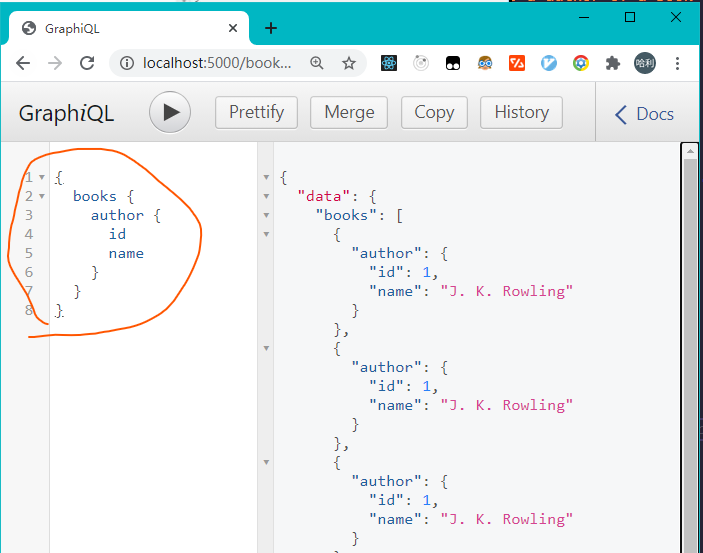 GraphiQL
localhost:5000/book...
哈利
GraphiQL
Prettify
Merge
Copy
History
Docs
1 {
2 books {
3 author {
4 id
5 name
6 }
7 }
8 }
{
"data": {
"books": [
{
"author": {
"id": 1,
"name": "J. K. Rowling"
}
},
{
"author": {
"id": 1,
"name": "J. K. Rowling"
}
},
{
"author": {
"id": 1,
"name": "J. K. Rowling"
}